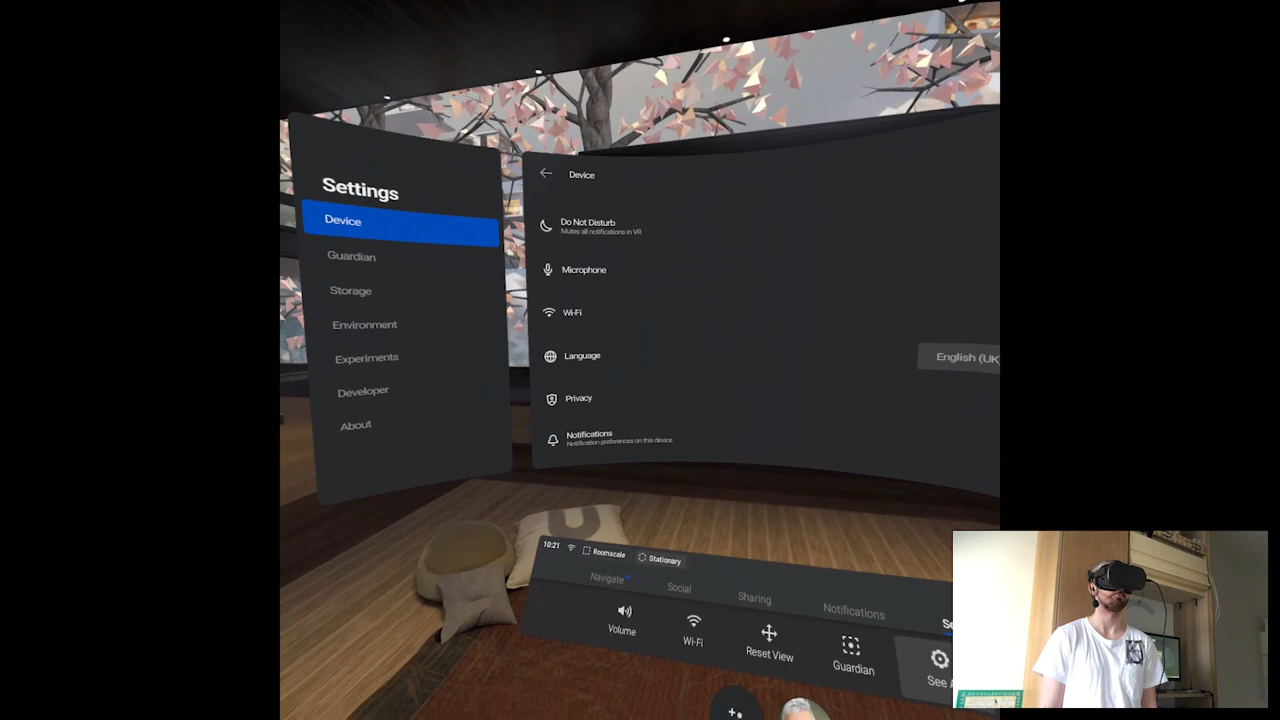 Settings
Device
Guardian
Storage
Environment
Experiments
Developer
About
Device
Do Not Disturb
Mutes all notifications in VR
Microphone
Wi-Fi
Language
English (UK
Privacy
Notifications
Notification preferences on this device
10:21 Roomscale Stationary
Navigate Social Sharing Notifications Se
Volume Wi-Fi Reset View Guardian See A